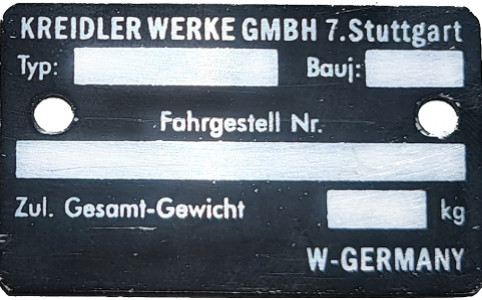 KREIDLER WERKE GMBH 7.Stuttgart
Typ: Bauj:
Fahrgestell Nr.
Zul. Gesamt-Gewicht kg
W-GERMANY